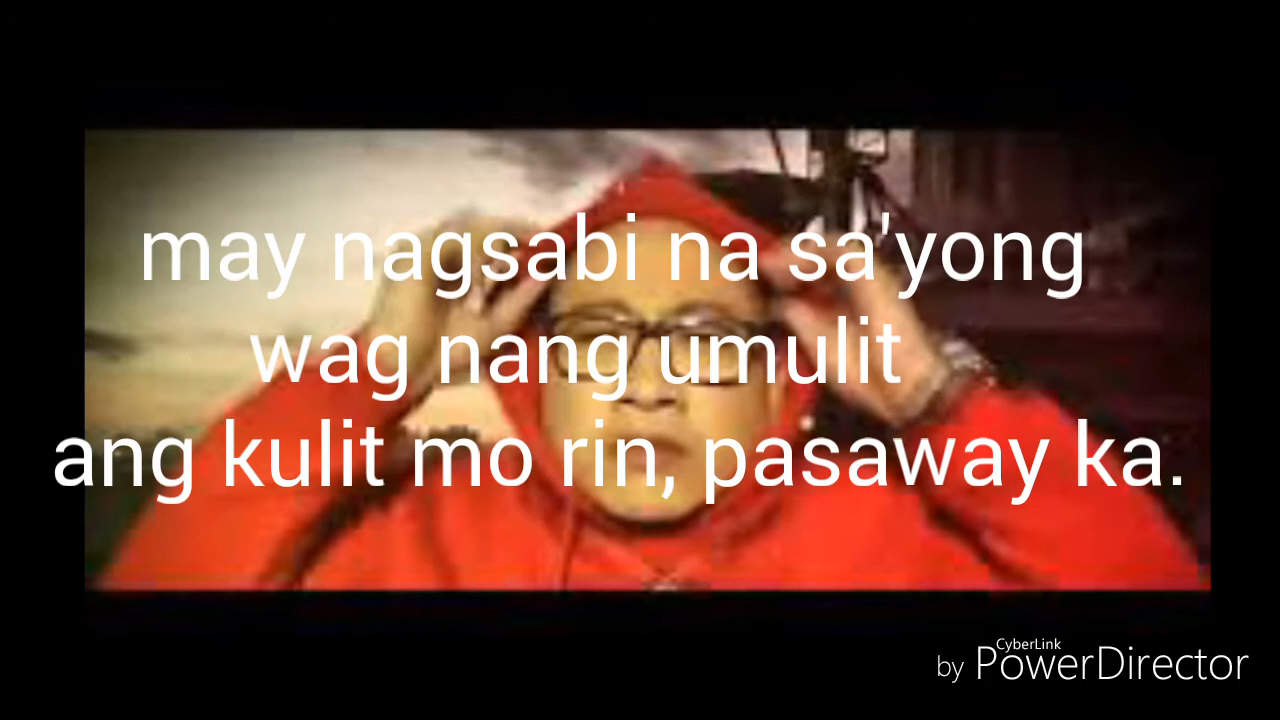 may nagsabi na sa'yong
wag nang umulit
ang kulit mo rin, pasaway ka.
CyberLink
by PowerDirector